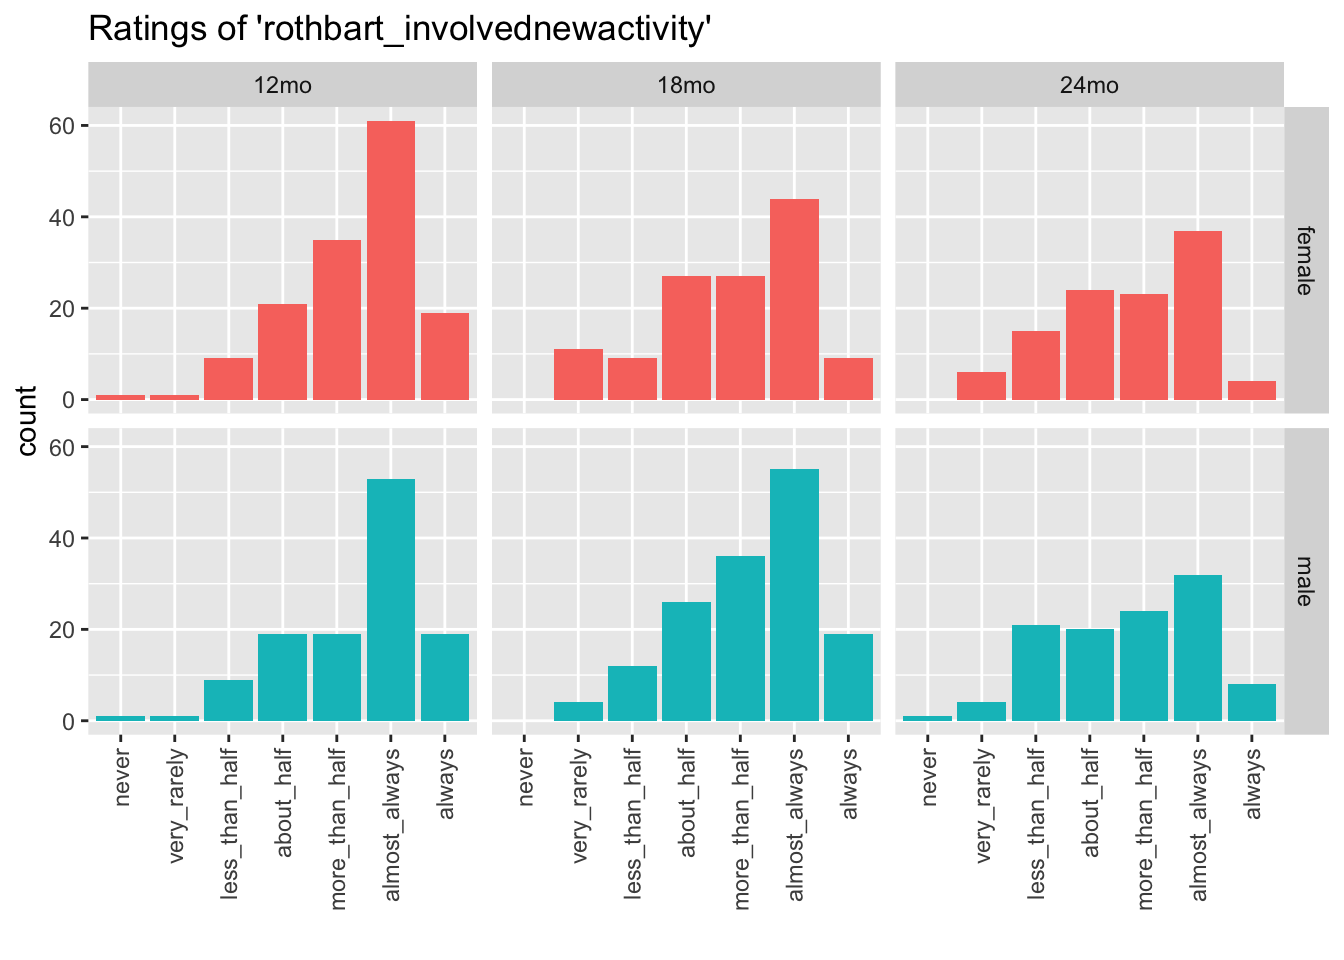 Ratings of 'rothbart_involvednewactivity'
12mo
18mo
24mo
60
40
20
0
female
count
60
40
20
0
male
never
very_rarely
less_than_half
about_half
more_than_half
almost_always
always
never
very_rarely
less_than_half
about_half
more_than_half
almost_always
always
never
very_rarely
less_than_half
about_half
more_than_half
almost_always
always